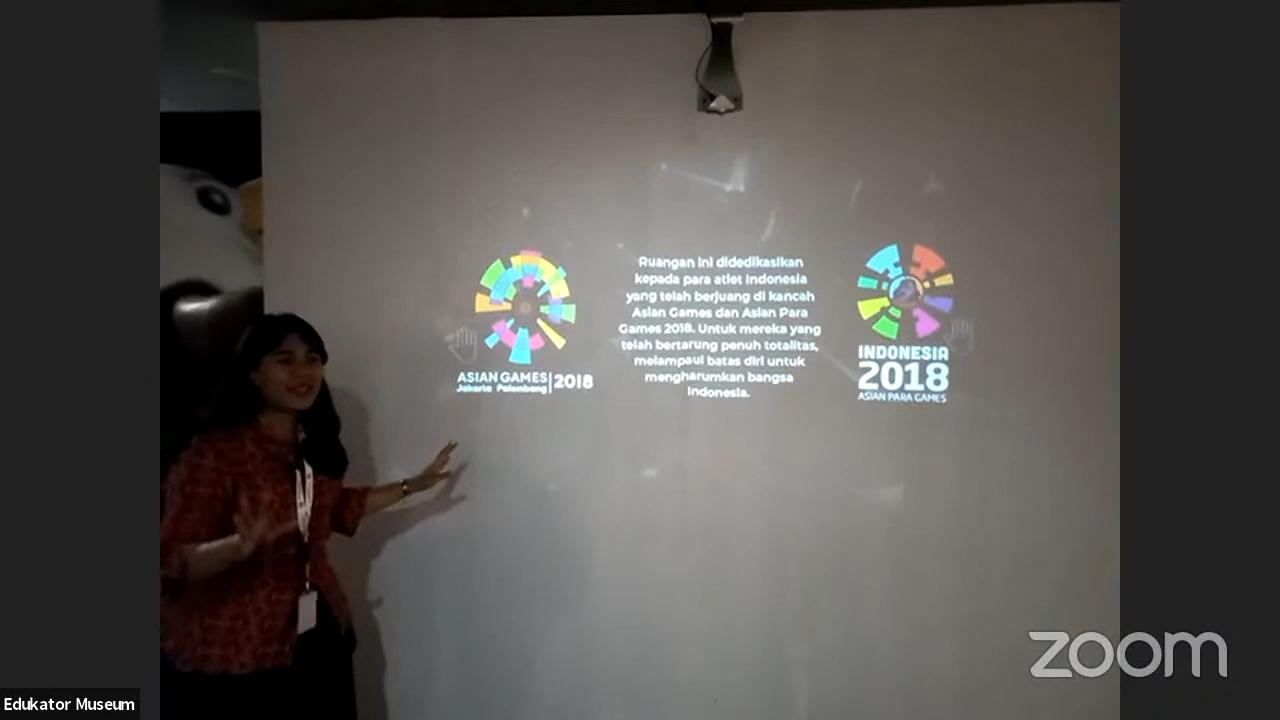 Ruangan ini didedikasikan
kepada para atlet Indonesia
yang telah berjuang di kancah
Asian Games dan Asian Para
Games 2018. Untuk mereka yang
telah bertarung penuh totalitas,
melampaui batas diri untuk
mengharumkan bangsa
Indonesia.
ASIAN GAMES
Jakarta Palembang
2018
INDONESIA
2018
ASIAN PARA GAMES
zoom
Edukator Museum